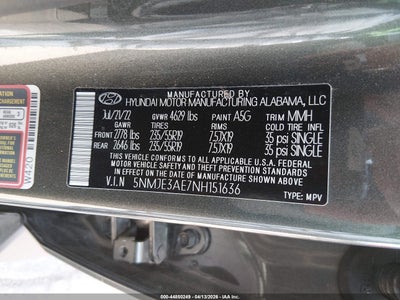 MANUFACTURED BY
HYUNDAI MOTOR MANUFACTURING ALABAMA, LLC
Jul/21/22 GVWR 4629 lbs PAINT A5G TRIM MMH
GAWR TIRES RIMS COLD TIRE INFL
FRONT 2778 lbs 235/55R19 7.5JX19 35 psi SINGLE
REAR 2646 lbs 235/55R19 7.5JX19 35 psi SINGLE
THIS VEHICLE CONFORMS TO ALL APPLICABLE FEDERAL
MOTOR VEHICLE SAFETY AND THEFT PREVENTION STANDARDS
IN EFFECT ON THE DATE OF MANUFACTURE SHOWN ABOVE.
V.I.N 5NMJE3AE7NH151636 TYPE: MPV
000-44850249 - 04/13/2026 - US0001